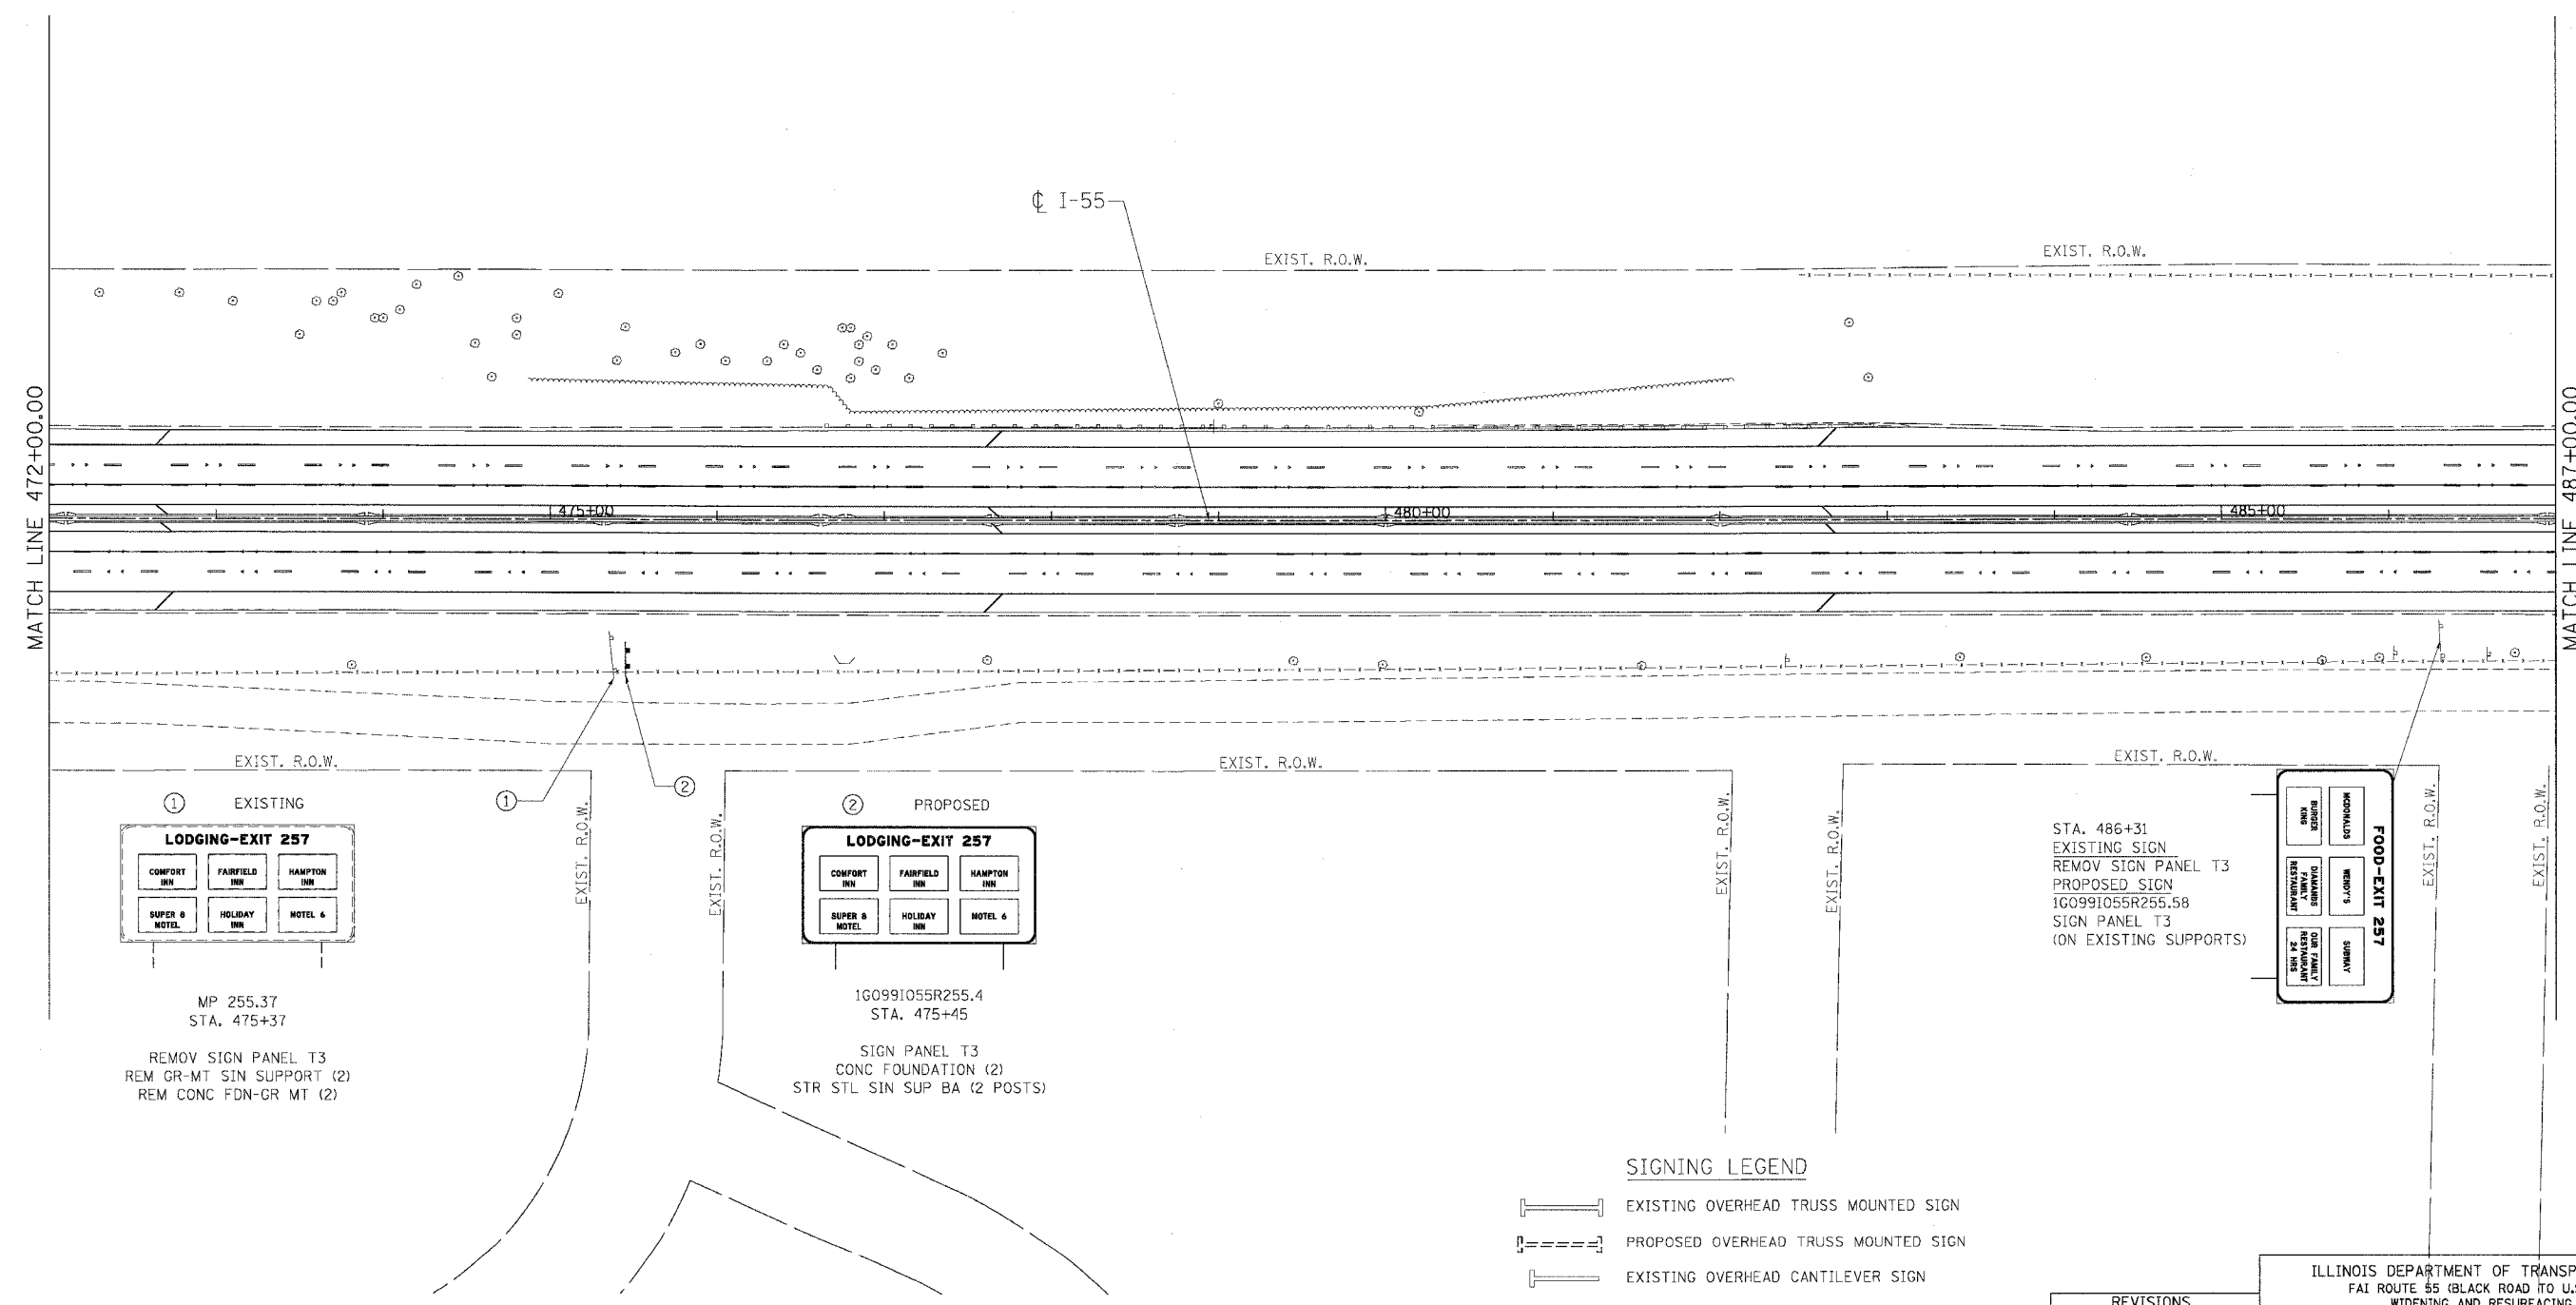 ₵ I-55
EXIST. R.O.W.
EXIST. R.O.W.
MATCH LINE 472+00.00
MATCH LINE 487+00.00
475+00
480+00
485+00
EXIST. R.O.W.
EXIST. R.O.W.
EXIST. R.O.W.
1
2
EXIST. R.O.W.
EXIST. R.O.W.
EXIST. R.O.W.
EXIST. R.O.W.
EXIST. R.O.W.
EXIST. R.O.W.
1 EXISTING
LODGING-EXIT 257
COMFORT INN
FAIRFIELD INN
HAMPTON INN
SUPER 8 MOTEL
HOLIDAY INN
MOTEL 6
MP 255.37
STA. 475+37
REMOV SIGN PANEL T3
REM GR-MT SIN SUPPORT (2)
REM CONC FDN-GR MT (2)
2 PROPOSED
LODGING-EXIT 257
COMFORT INN
FAIRFIELD INN
HAMPTON INN
SUPER 8 MOTEL
HOLIDAY INN
MOTEL 6
1G099I055R255.4
STA. 475+45
SIGN PANEL T3
CONC FOUNDATION (2)
STR STL SIN SUP BA (2 POSTS)
STA. 486+31
EXISTING SIGN
REMOV SIGN PANEL T3
PROPOSED SIGN
1G099I055R255.58
SIGN PANEL T3
(ON EXISTING SUPPORTS)
FOOD-EXIT 257
MCDONALDS
WENDY'S
SUBWAY
BURGER KING
DIAMANDS FAMILY RESTAURANT
OUR FAMILY RESTAURANT 24 HRS
SIGNING LEGEND
EXISTING OVERHEAD TRUSS MOUNTED SIGN
PROPOSED OVERHEAD TRUSS MOUNTED SIGN
EXISTING OVERHEAD CANTILEVER SIGN
REVISIONS
ILLINOIS DEPARTMENT OF TRANSP
FAI ROUTE 55 (BLACK ROAD TO U.S
WIDENING AND RESURFACING